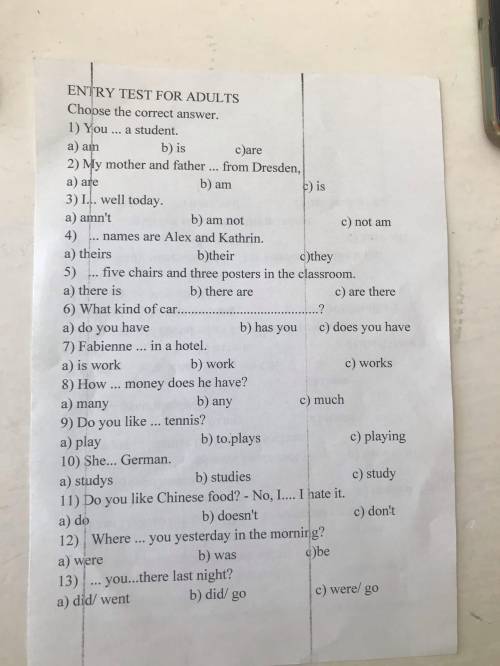 ENTRY TEST FOR ADULTS
Choose the correct answer.
1) You ... a student.
a) am b) is c)are
2) My mother and father ... from Dresden,
a) are b) am c) is
3) I... well today.
a) amn't b) am not c) not am
4) ... names are Alex and Kathrin.
a) theirs b)their c)they
5) ... five chairs and three posters in the classroom.
a) there is b) there are c) are there
6) What kind of car.......................................?
a) do you have b) has you c) does you have
7) Fabienne ... in a hotel.
a) is work b) work c) works
8) How ... money does he have?
a) many b) any c) much
9) Do you like ... tennis?
a) play b) to.plays c) playing
10) She... German.
a) studys b) studies c) study
11) Do you like Chinese food? - No, I.... I hate it.
a) do b) doesn't c) don't
12) Where ... you yesterday in the morning?
a) were b) was c)be
13) ... you...there last night?
a) did/ went b) did/ go c) were/ go